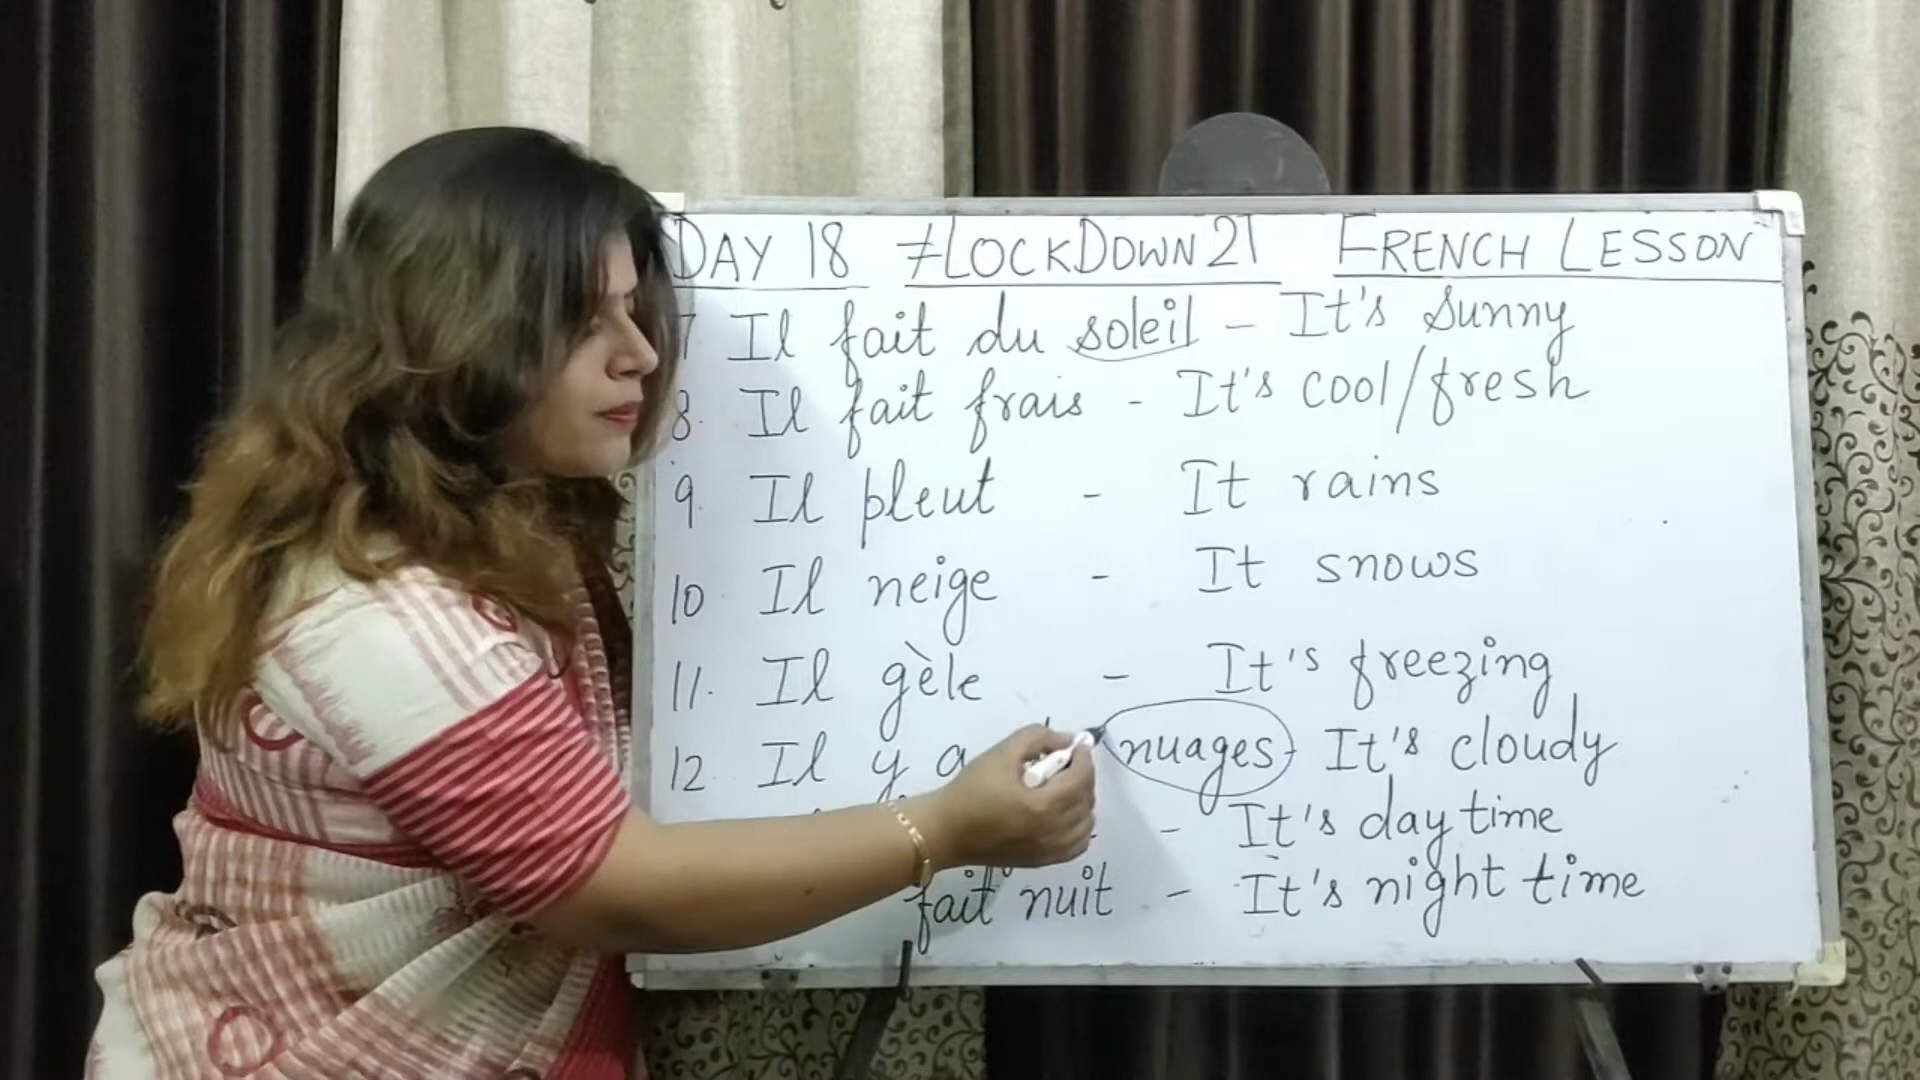 DAY 18 #LOCKDOWN21 FRENCH LESSON
7 Il fait du soleil - It's Sunny
8. Il fait frais - It's cool/fresh
9. Il pleut - It rains
10. Il neige - It snows
11. Il gèle - It's freezing
12. Il y a nuages - It's cloudy
- It's day time
fait nuit - It's night time